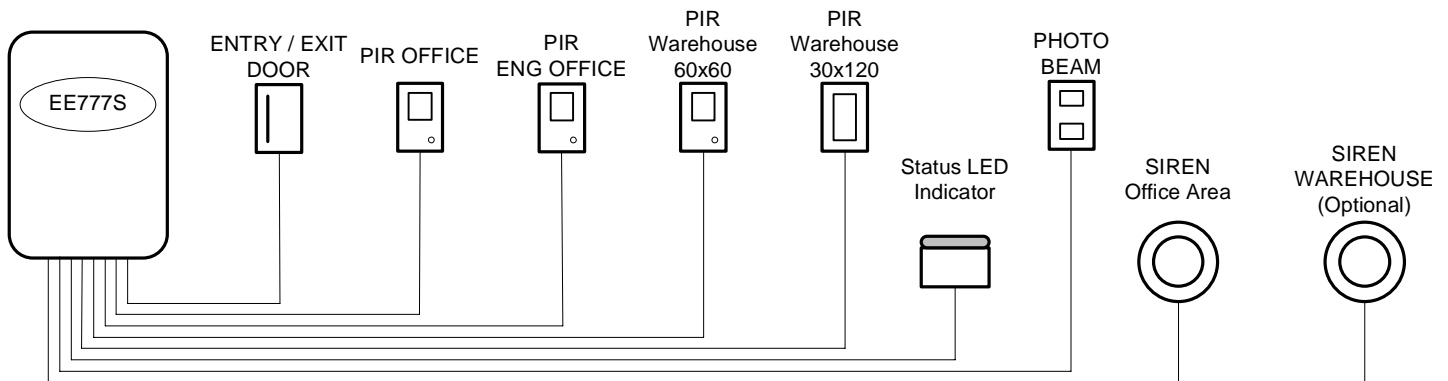 EE777S
ENTRY / EXIT
DOOR
PIR OFFICE
PIR
ENG OFFICE
PIR
Warehouse
60x60
PIR
Warehouse
30x120
PHOTO
BEAM
Status LED
Indicator
SIREN
Office Area
SIREN
WAREHOUSE
(Optional)